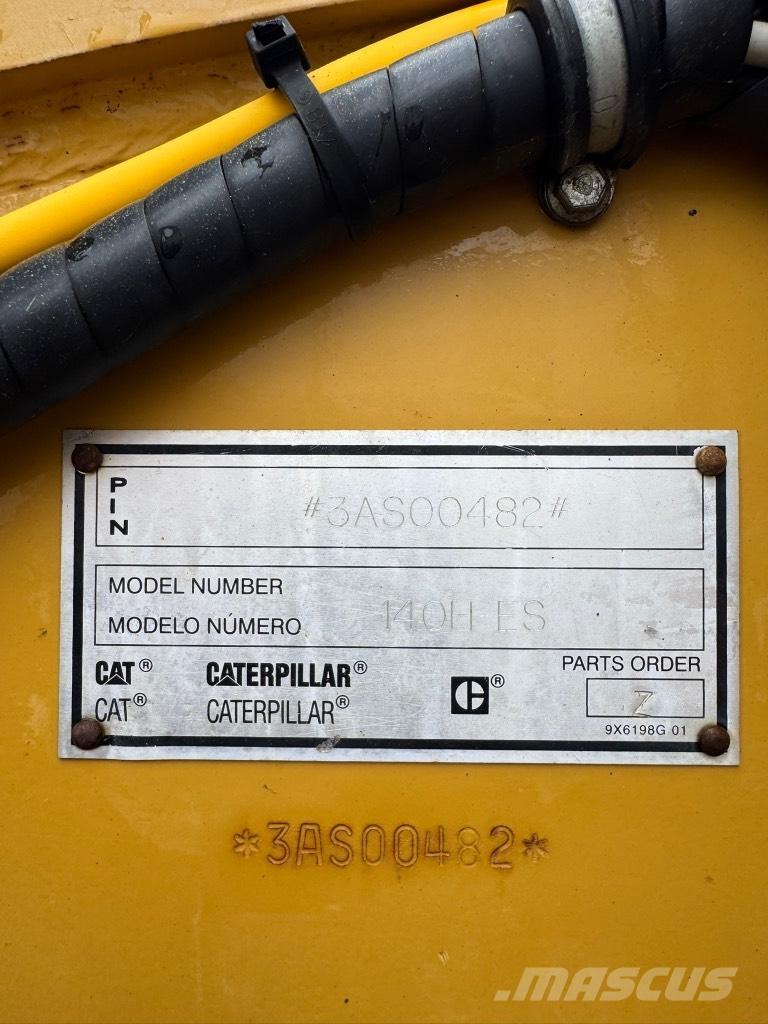 PIN
#3AS00482#
MODEL NUMBER
MODELO NÚMERO
140H ES
CAT® CATERPILLAR® ®
CAT® CATERPILLAR®
PARTS ORDER
Z
9X6198G 01
*3AS00482*
MASCUS